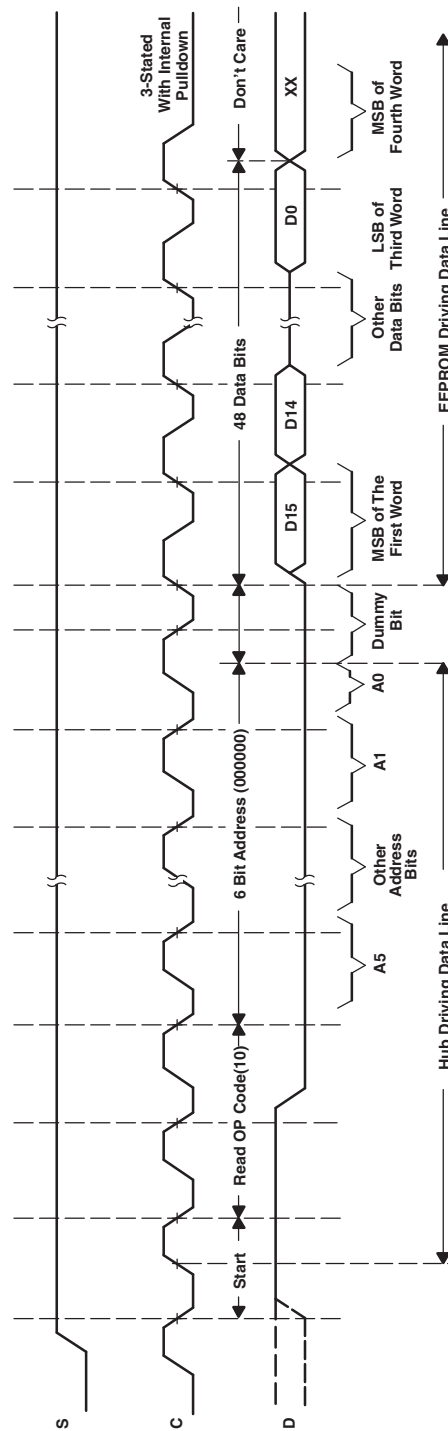 S
C
3-Stated
With Internal
Pulldown
Start
Read OP Code(10)
6 Bit Address (000000)
48 Data Bits
Don't Care
D
D15
D14
D0
XX
A5
Other
Address
Bits
A1
A0
Dummy
Bit
MSB of The
First Word
Other
Data Bits
LSB of
Third Word
MSB of
Fourth Word
Hub Driving Data Line
EEPROM Driving Data Line